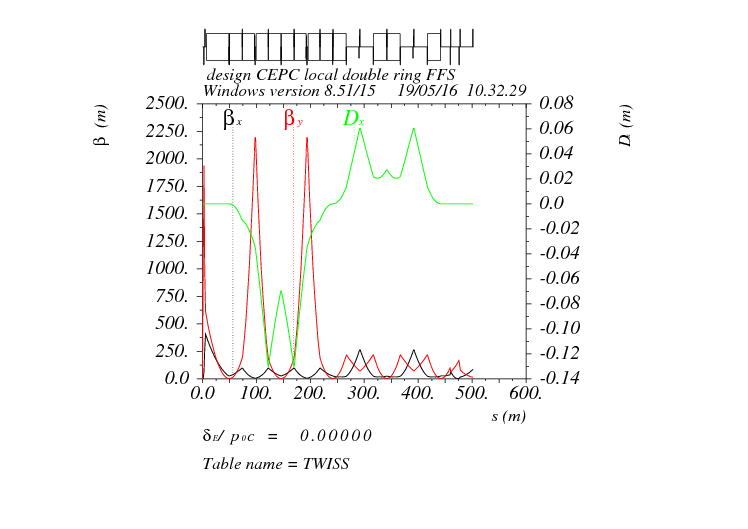 design CEPC local double ring FFS
Windows version 8.51/15 19/05/16 10.32.29
β (m)
D (m)
βx βy Dx
2500. 0.08
2250. 0.06
2000. 0.04
1750. 0.02
1500. 0.0
1250. -0.02
1000. -0.04
750. -0.06
500. -0.08
250. -0.10
0.0 -0.12
-0.14
0.0 100. 200. 300. 400. 500. 600.
s (m)
δE/ p0c = 0.00000
Table name = TWISS